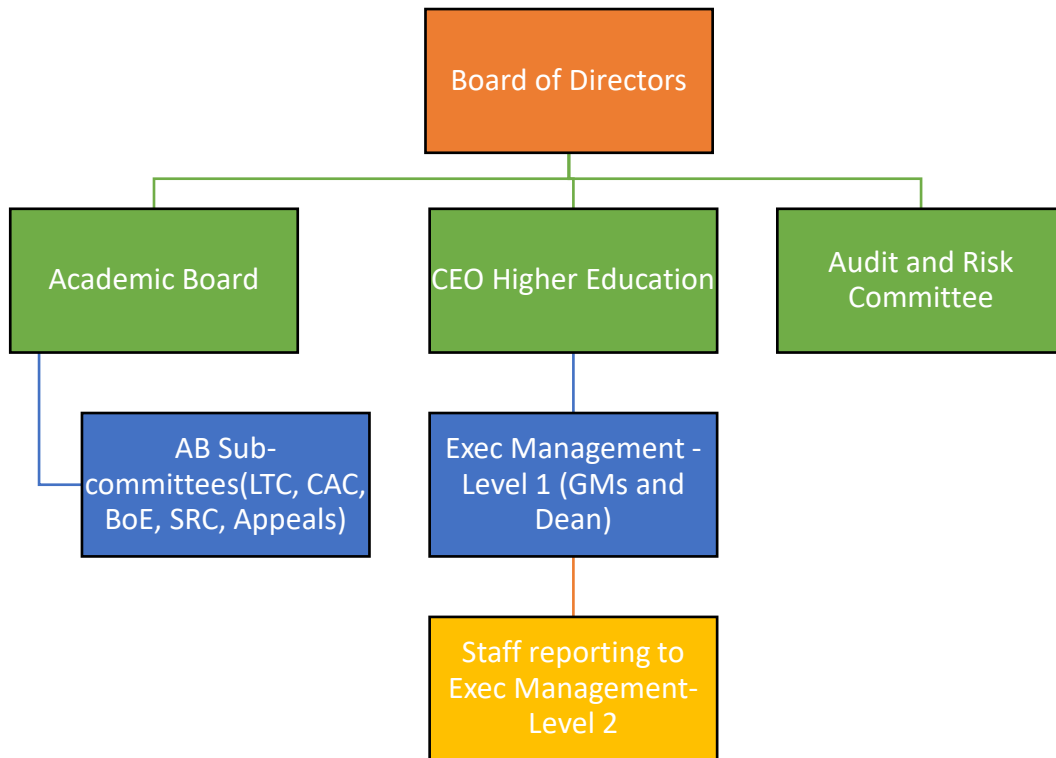 Board of Directors
Academic Board
CEO Higher Education
Audit and Risk
Committee
AB Sub-
committees(LTC, CAC,
BoE, SRC, Appeals)
Exec Management -
Level 1 (GMs and
Dean)
Staff reporting to
Exec Management-
Level 2